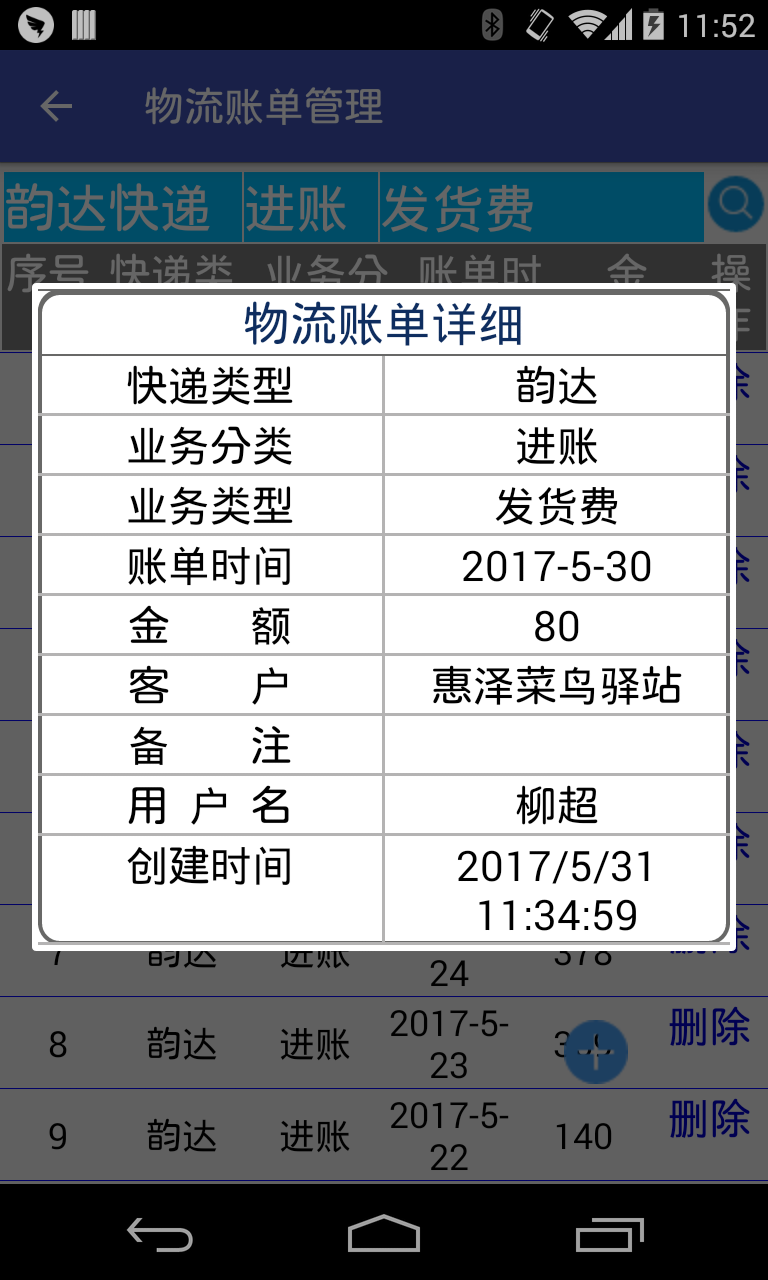 11:52
物流账单管理
韵达快递 进账 发货费
序号 快递类 业务分 账单时 金 操
物流账单详细
快递类型 韵达
业务分类 进账
业务类型 发货费
账单时间 2017-5-30
金 额 80
客 户 惠泽菜鸟驿站
备 注
用 户 名 柳超
创建时间 2017/5/31
11:34:59
7 韵达 进账 24 378 删除
8 韵达 进账 2017-5-
23 删除
9 韵达 进账 2017-5-
22 140 删除